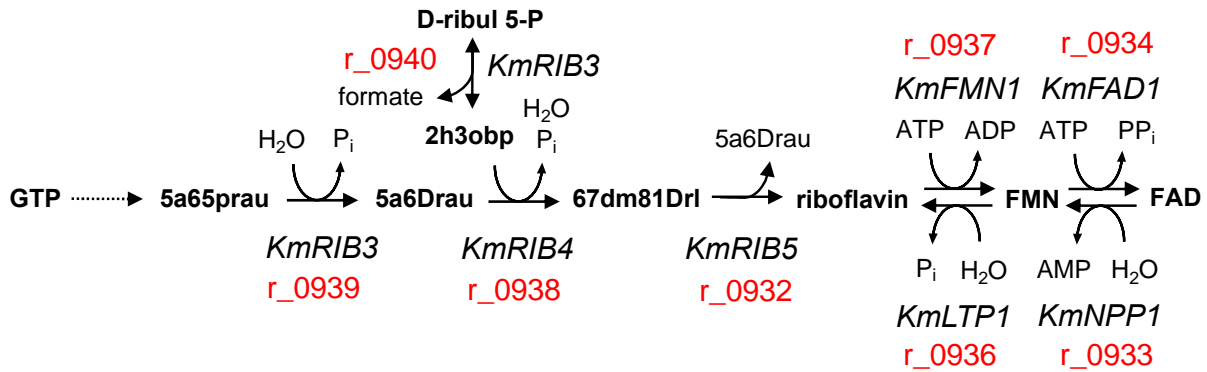 D-ribul 5-P
r_0940 KmRIB3
formate
2h3obp
H₂O
Pᵢ
H₂O Pᵢ
5a6Drau
r_0937 r_0934
KmFMN1 KmFAD1
ATP ADP ATP PPᵢ
GTP 5a65prau 5a6Drau 67dm81Drl riboflavin FMN FAD
KmRIB3 KmRIB4 KmRIB5
r_0939 r_0938 r_0932
Pᵢ H₂O AMP H₂O
KmLTP1 KmNPP1
r_0936 r_0933